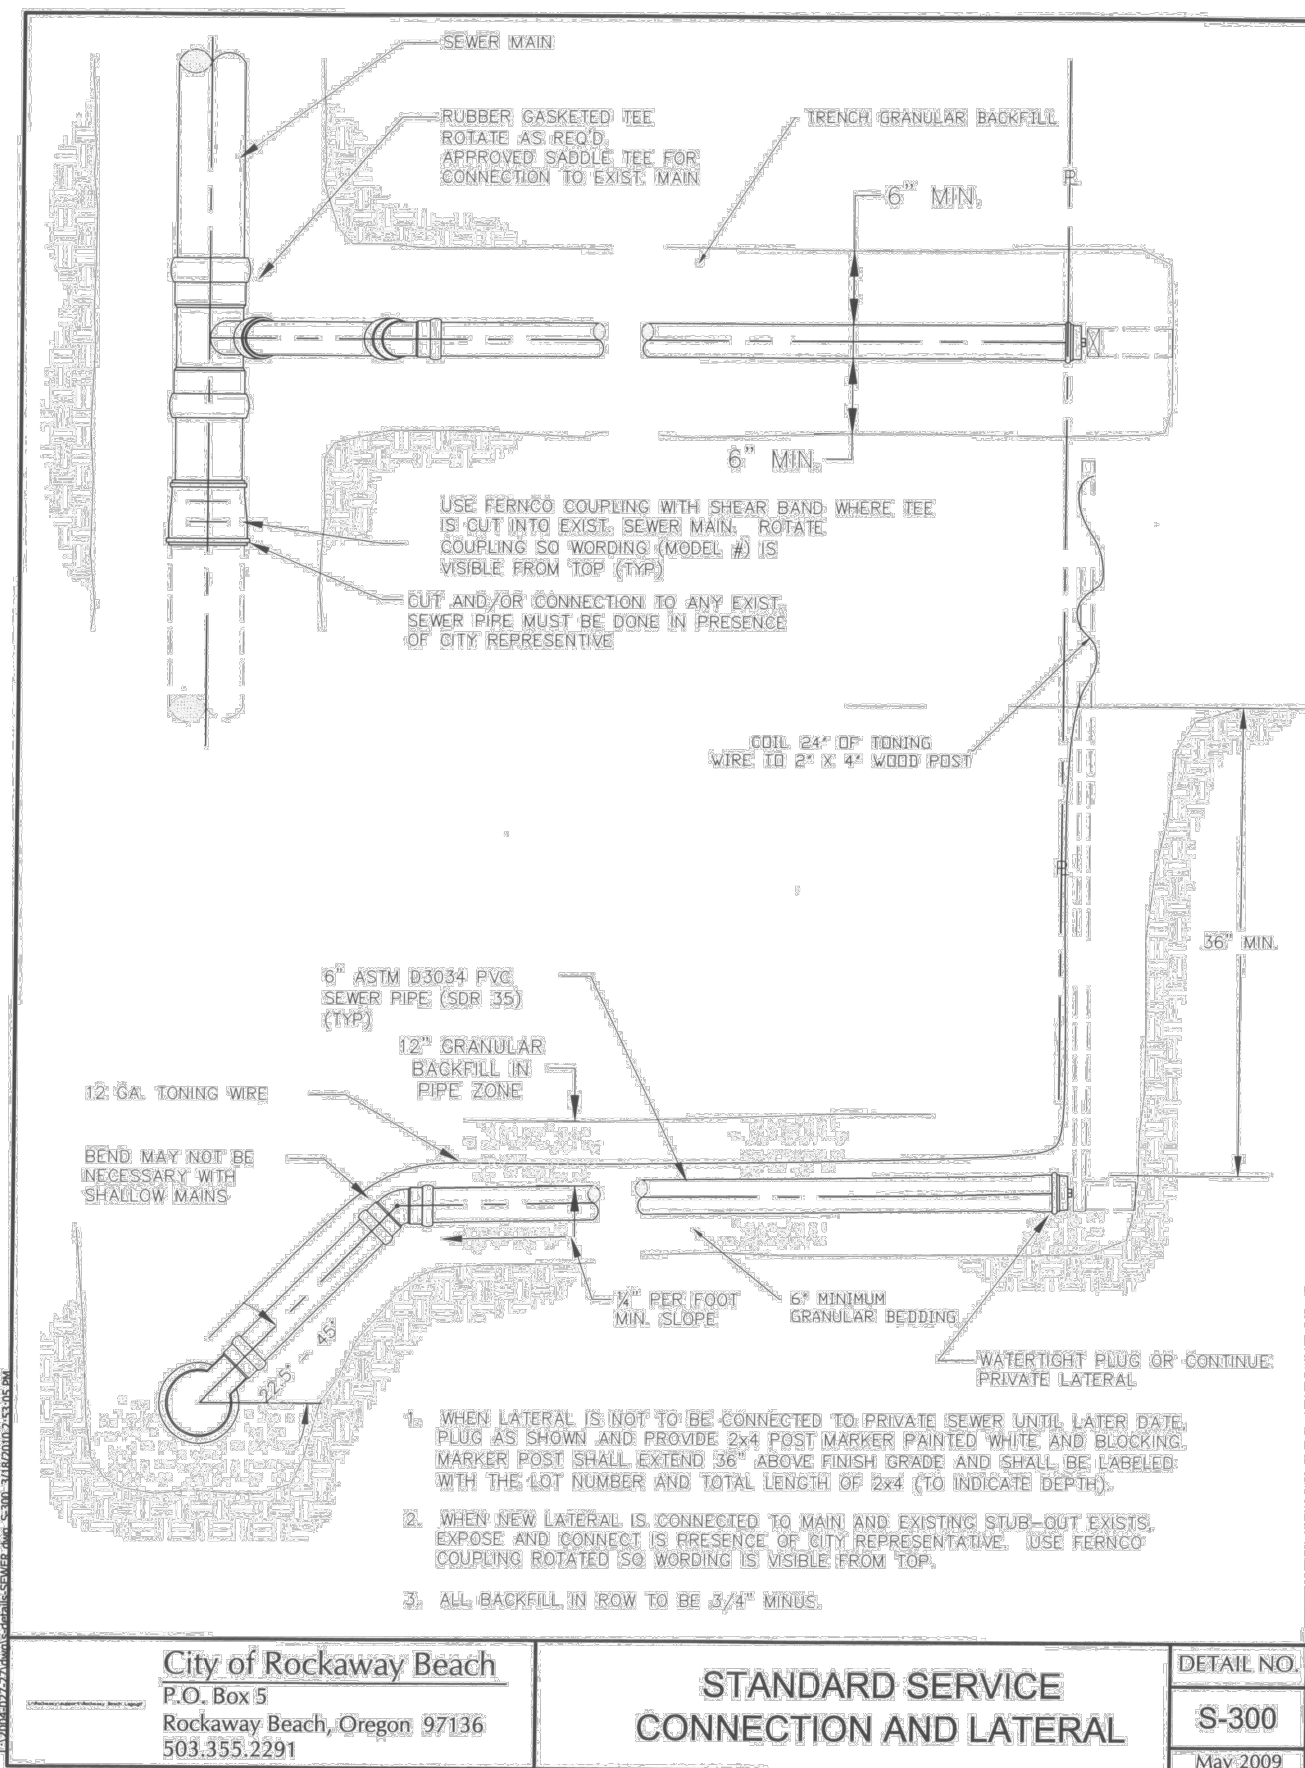 SEWER MAIN
RUBBER GASKETED TEE
ROTATE AS REQ'D.
APPROVED SADDLE TEE FOR
CONNECTION TO EXIST. MAIN
TRENCH GRANULAR BACKFILL
6" MIN.
6" MIN.
USE FERNCO COUPLING WITH SHEAR BAND WHERE TEE
IS CUT INTO EXIST. SEWER MAIN. ROTATE
COUPLING SO WORDING (MODEL #) IS
VISIBLE FROM TOP (TYP.)
CUT AND/OR CONNECTION TO ANY EXIST.
SEWER PIPE MUST BE DONE IN PRESENCE
OF CITY REPRESENTIVE
COIL 24" OF TONING
WIRE TO 2" X 4" WOOD POST
36" MIN.
6" ASTM D3034 PVC
SEWER PIPE (SDR 35)
(TYP)
12" GRANULAR
BACKFILL IN
PIPE ZONE
12 GA. TONING WIRE
BEND MAY NOT BE
NECESSARY WITH
SHALLOW MAINS
1/4" PER FOOT
MIN. SLOPE
6" MINIMUM
GRANULAR BEDDING
22.5° - 45°
WATERTIGHT PLUG OR CONTINUE
PRIVATE LATERAL
1. WHEN LATERAL IS NOT TO BE CONNECTED TO PRIVATE SEWER UNTIL LATER DATE,
PLUG AS SHOWN AND PROVIDE 2x4 POST MARKER PAINTED WHITE AND BLOCKING.
MARKER POST SHALL EXTEND 36" ABOVE FINISH GRADE AND SHALL BE LABELED
WITH THE LOT NUMBER AND TOTAL LENGTH OF 2x4 (TO INDICATE DEPTH).
2. WHEN NEW LATERAL IS CONNECTED TO MAIN AND EXISTING STUB-OUT EXISTS,
EXPOSE AND CONNECT IS PRESENCE OF CITY REPRESENTATIVE. USE FERNCO
COUPLING ROTATED SO WORDING IS VISIBLE FROM TOP.
3. ALL BACKFILL IN ROW TO BE 3/4" MINUS.
City of Rockaway Beach
P.O. Box 5
Rockaway Beach, Oregon 97136
503.355.2291
STANDARD SERVICE
CONNECTION AND LATERAL
DETAIL NO.
S-300
May 2009